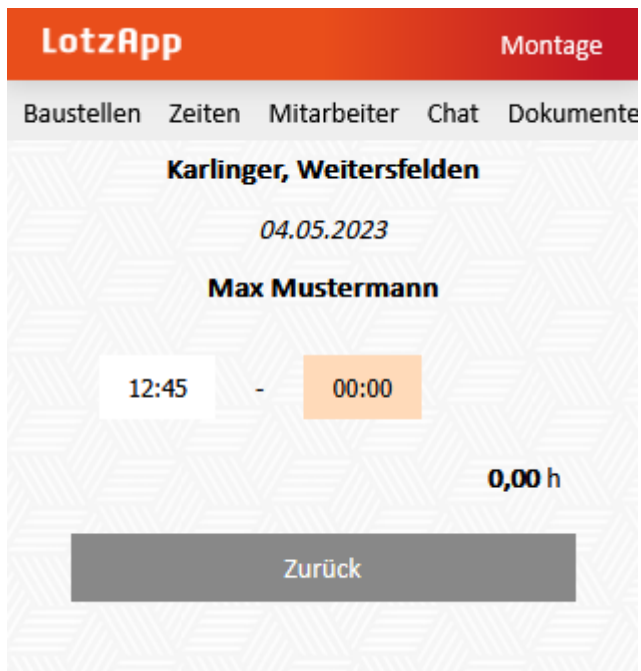 LotzApp Montage
Baustellen Zeiten Mitarbeiter Chat Dokumente
Karlinger, Weitersfelden
04.05.2023
Max Mustermann
12:45 - 00:00
0,00 h
Zurück